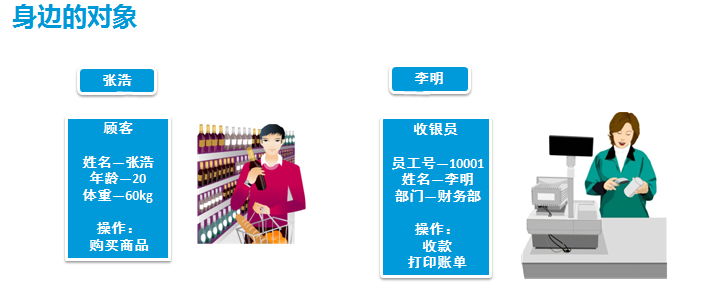 身边的对象
张浩
顾客
姓名—张浩
年龄—20
体重—60kg
操作：
购买商品
李明
收银员
员工号—10001
姓名—李明
部门—财务部
操作：
收款
打印账单